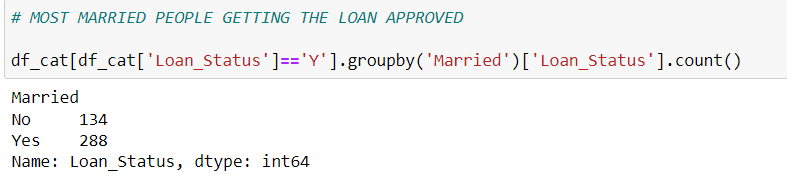 # MOST MARRIED PEOPLE GETTING THE LOAN APPROVED
df_cat[df_cat['Loan_Status']=='Y'].groupby('Married')['Loan_Status'].count()
Married
No     134
Yes    288
Name: Loan_Status, dtype: int64